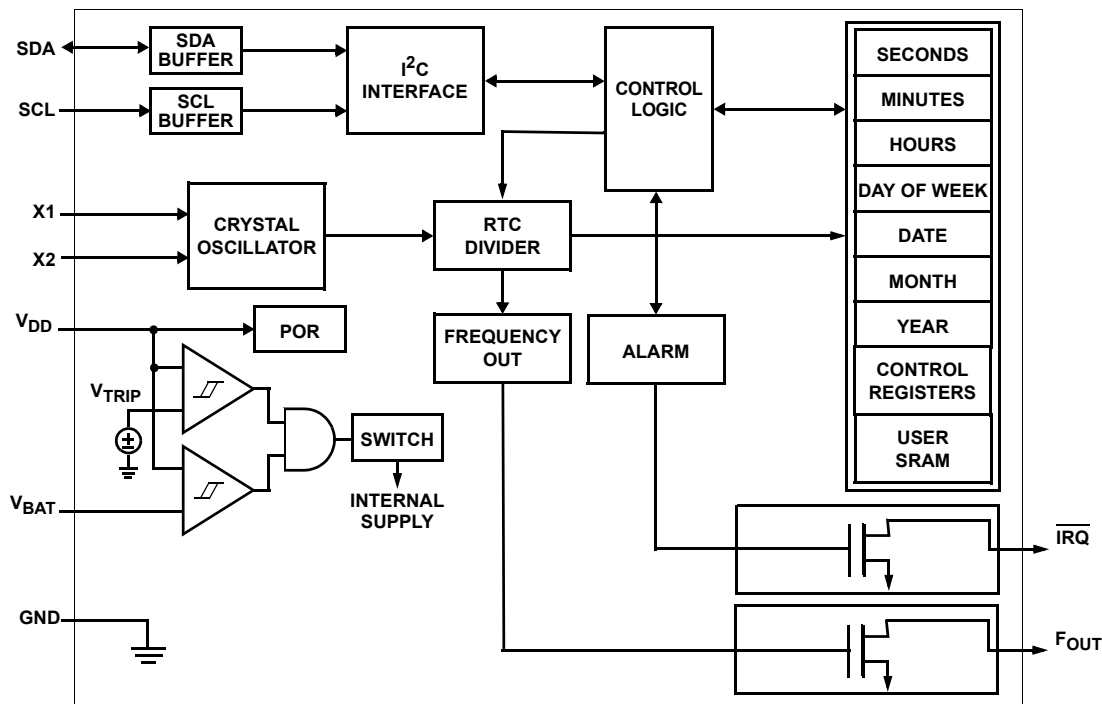 SDA
SDA
BUFFER
SCL
SCL
BUFFER
I²C
INTERFACE
CONTROL
LOGIC
SECONDS
MINUTES
HOURS
DAY OF WEEK
DATE
MONTH
YEAR
CONTROL
REGISTERS
USER
SRAM
X1
X2
CRYSTAL
OSCILLATOR
RTC
DIVIDER
VDD
POR
FREQUENCY
OUT
ALARM
VTRIP
SWITCH
INTERNAL
SUPPLY
VBAT
IRQ
GND
FOUT